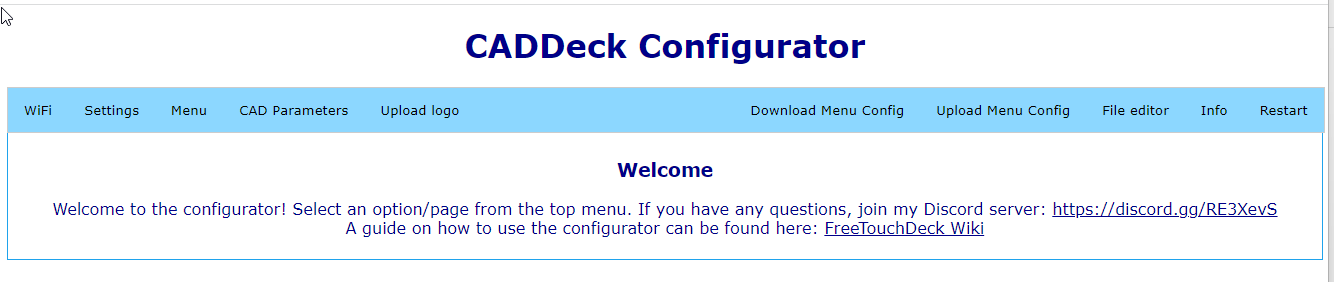 CADDeck Configurator
WiFi Settings Menu CAD Parameters Upload logo Download Menu Config Upload Menu Config File editor Info Restart
Welcome
Welcome to the configurator! Select an option/page from the top menu. If you have any questions, join my Discord server: https://discord.gg/RE3XevS
A guide on how to use the configurator can be found here: FreeTouchDeck Wiki